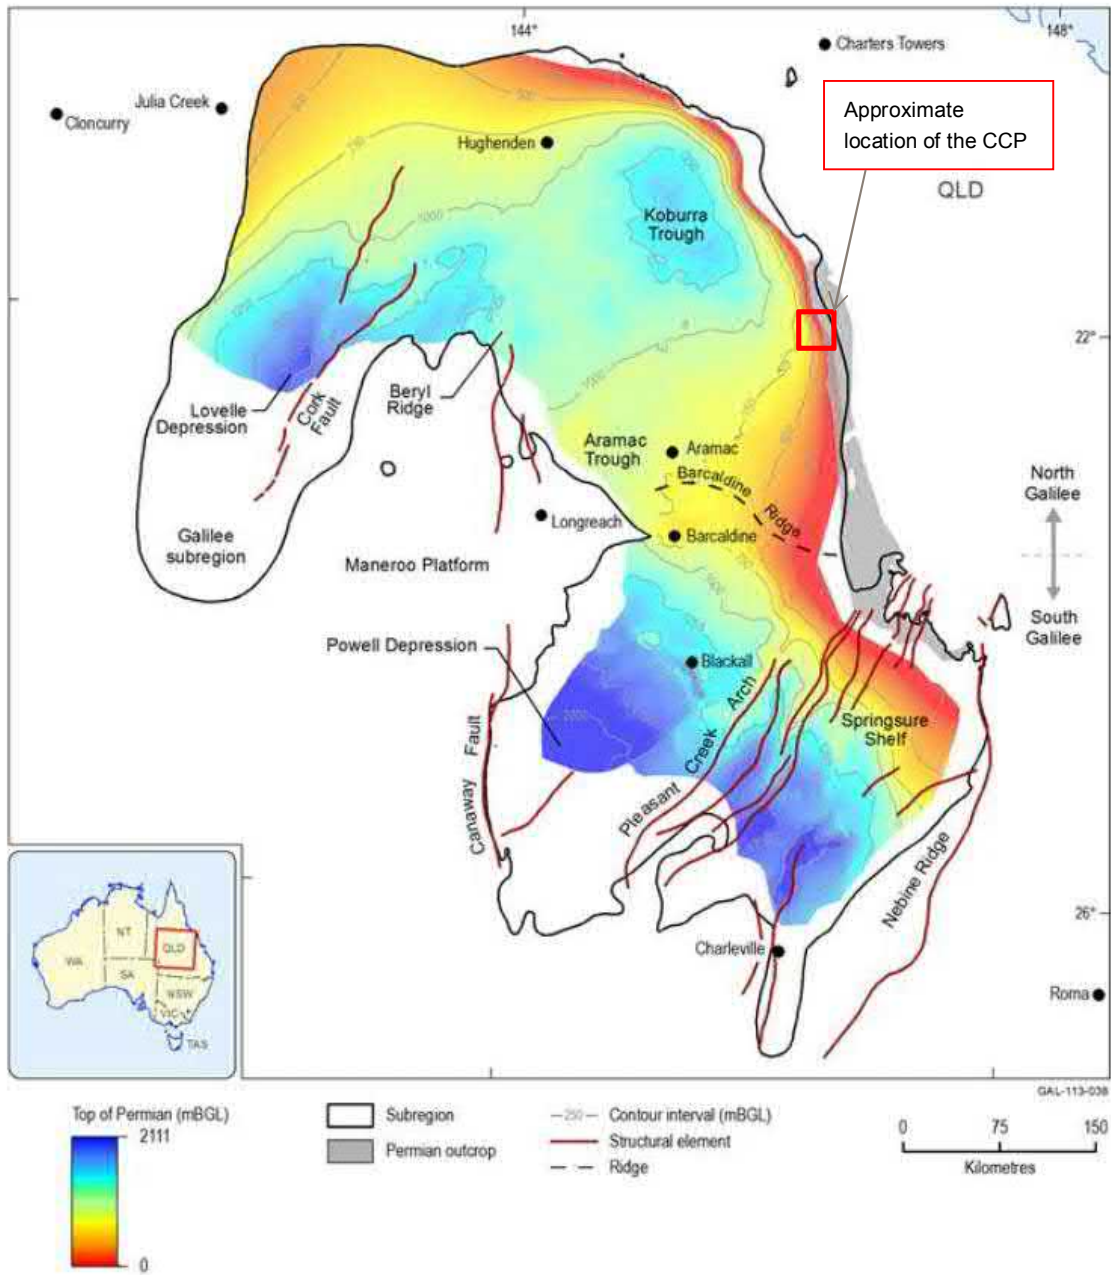 144°
148°
Charters Towers
Julia Creek
Cloncurry
Approximate
location of the CCP
Hughenden
QLD
Koburra
Trough
22°
Lovelle
Depression
Cork
Fault
Beryl
Ridge
Aramac
Trough
Aramac
Barcaldine
Ridge
North
Galilee
Longreach
Barcaldine
Galilee
subregion
Maneroo Platform
South
Galilee
Powell Depression
Blackall
Pleasant Creek Arch
Springsure
Shelf
Canaway Fault
Nebine Ridge
26°
Charleville
Roma
WA
NT
QLD
SA
NSW
VIC
TAS
GAL-113-038
Top of Permian (mBGL)
2111
0
Subregion
Permian outcrop
250
Contour interval (mBGL)
Structural element
Ridge
0 75 150
Kilometres